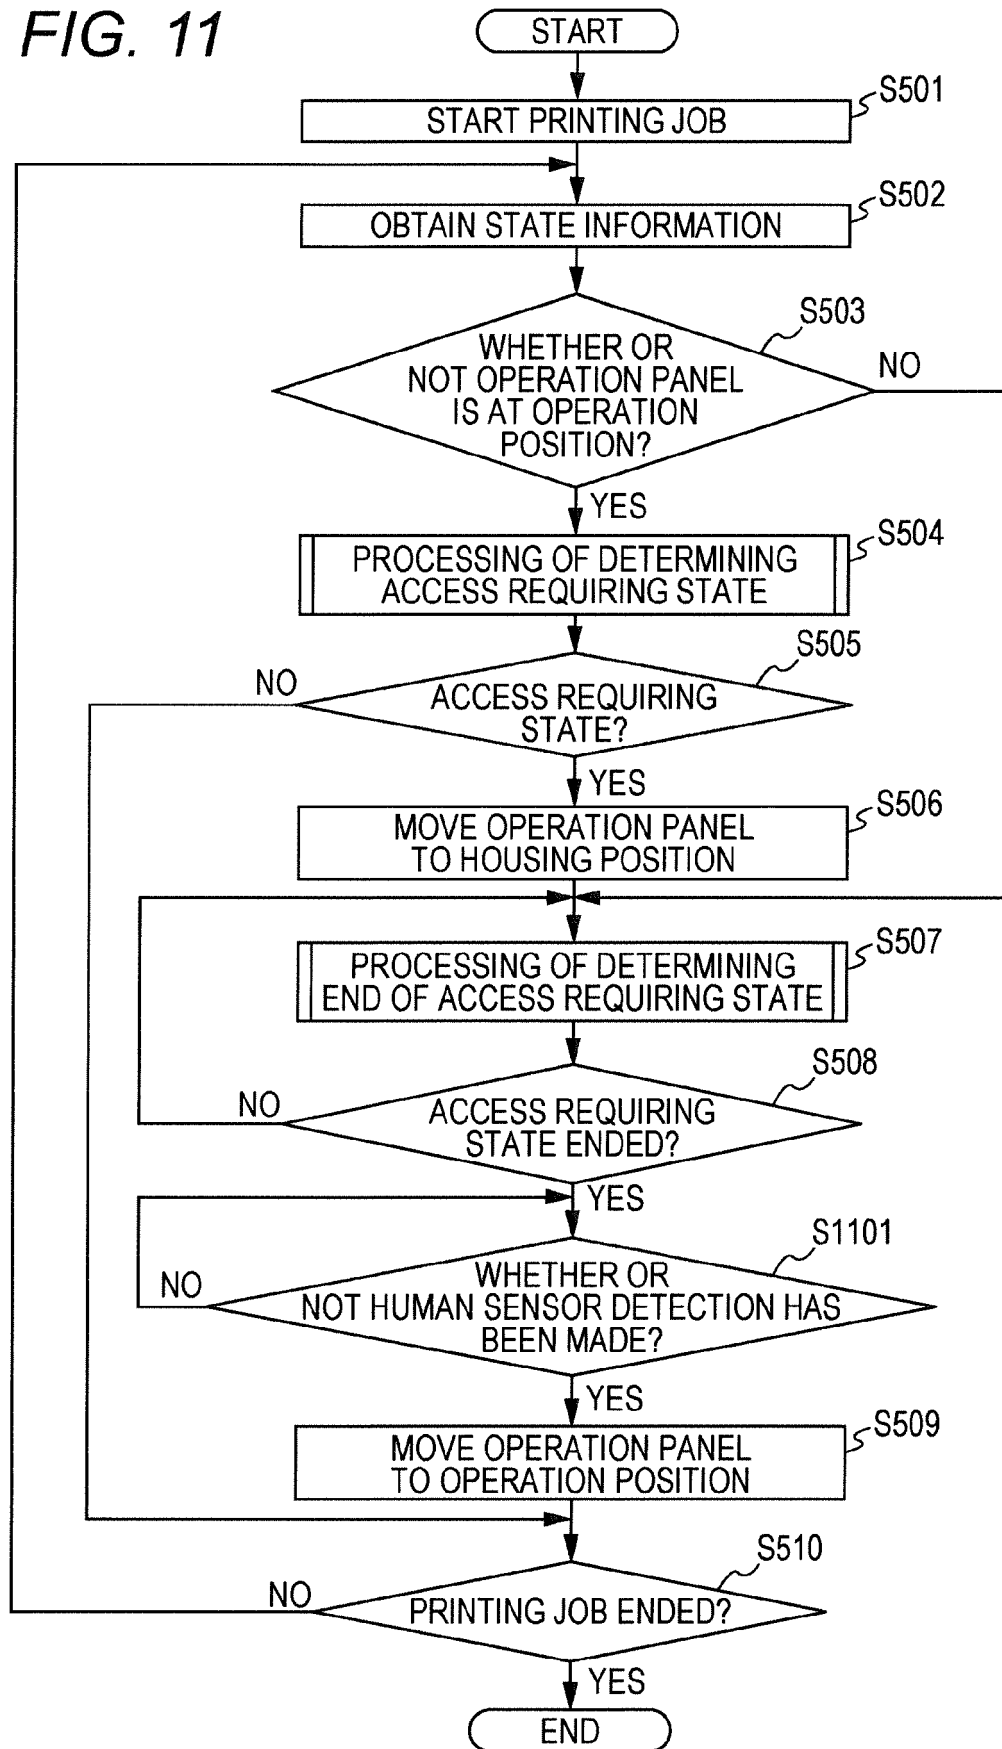 FIG. 11
START
S501
START PRINTING JOB
S502
OBTAIN STATE INFORMATION
S503
WHETHER OR
NOT OPERATION PANEL
IS AT OPERATION
POSITION?
NO
YES
S504
PROCESSING OF DETERMINING
ACCESS REQUIRING STATE
S505
NO
ACCESS REQUIRING
STATE?
YES
S506
MOVE OPERATION PANEL
TO HOUSING POSITION
S507
PROCESSING OF DETERMINING
END OF ACCESS REQUIRING STATE
S508
NO
ACCESS REQUIRING
STATE ENDED?
YES
S1101
NO
WHETHER OR
NOT HUMAN SENSOR DETECTION HAS
BEEN MADE?
YES
S509
MOVE OPERATION PANEL
TO OPERATION POSITION
S510
NO
PRINTING JOB ENDED?
YES
END